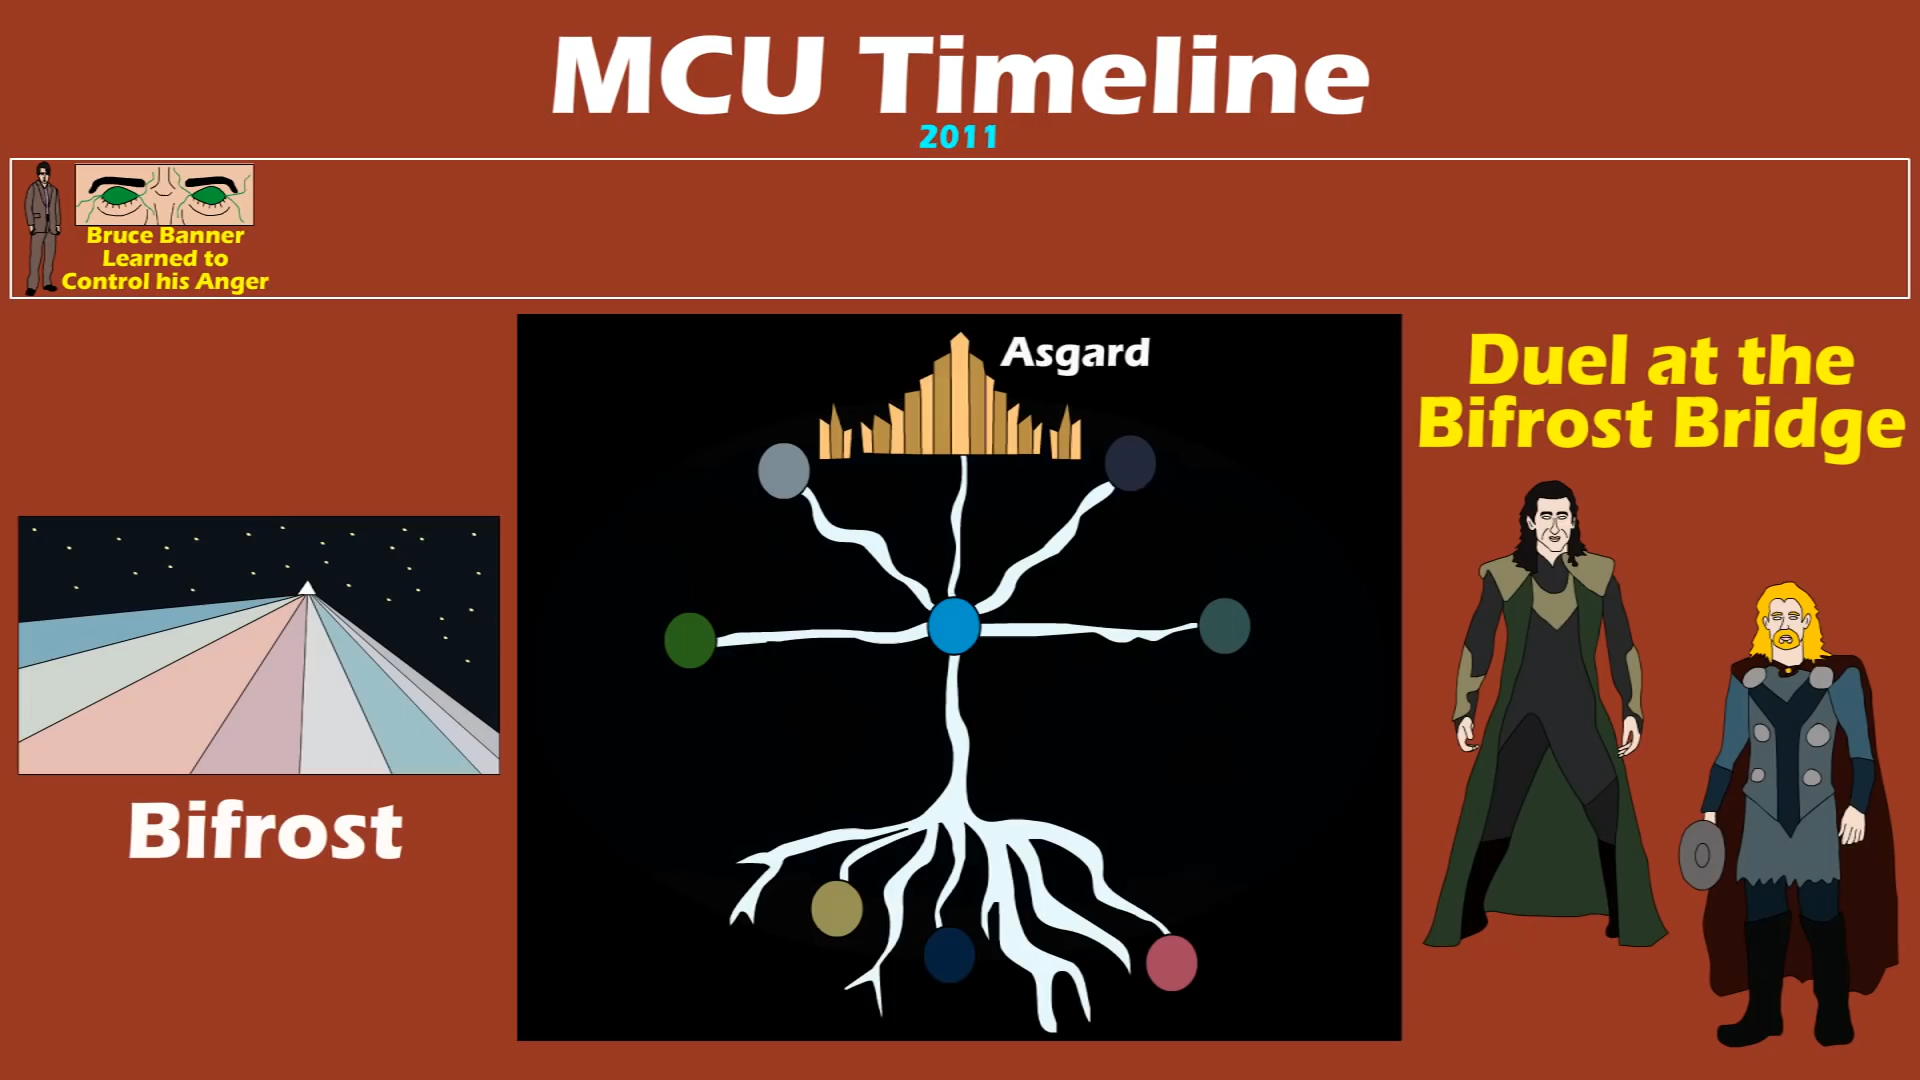 MCU Timeline
2011
Bruce Banner
Learned to
Control his Anger
Asgard
Duel at the
Bifrost Bridge
Bifrost